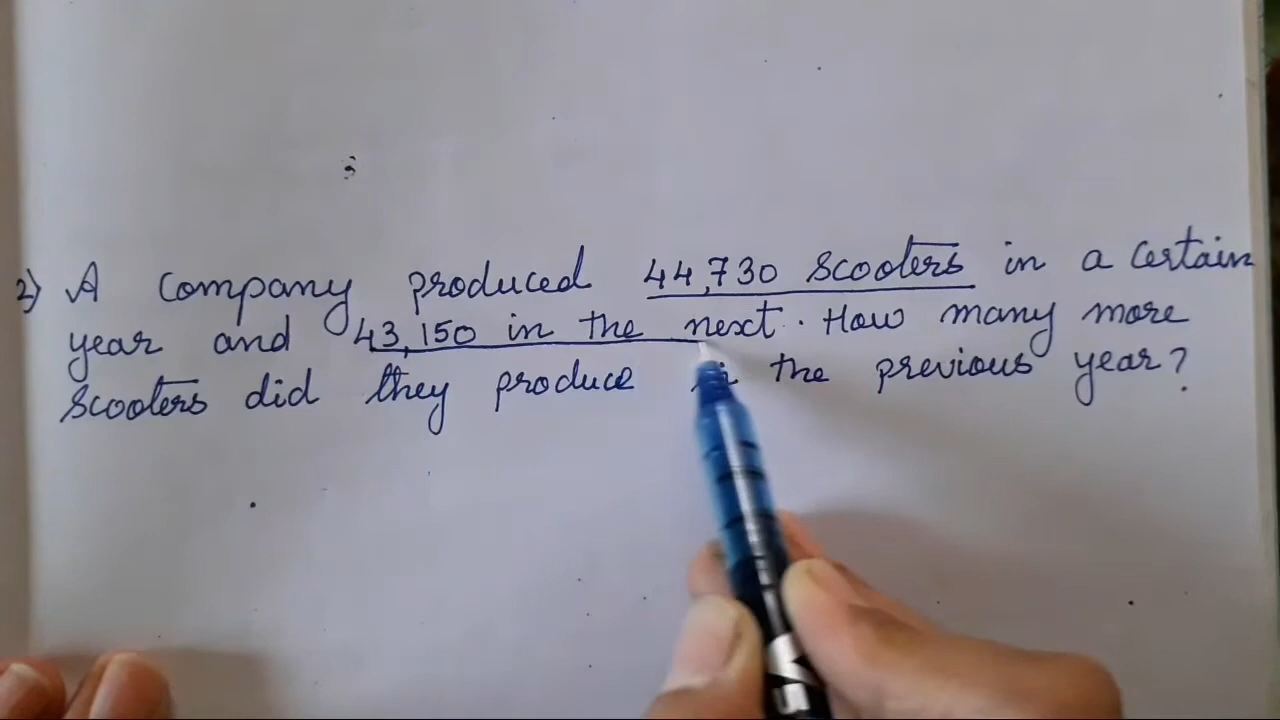 2) A company produced 44,730 scooters in a certain
year and 43,150 in the next. How many more
scooters did they produce in the previous year?